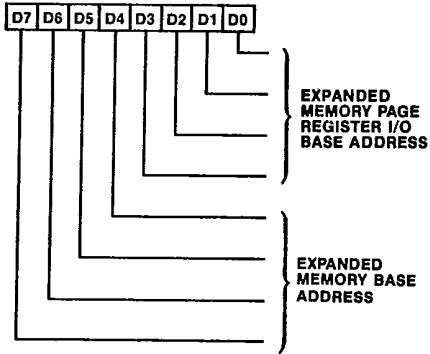 D7 D6 D5 D4 D3 D2 D1 D0
EXPANDED
MEMORY PAGE
REGISTER I/O
BASE ADDRESS
EXPANDED
MEMORY BASE
ADDRESS